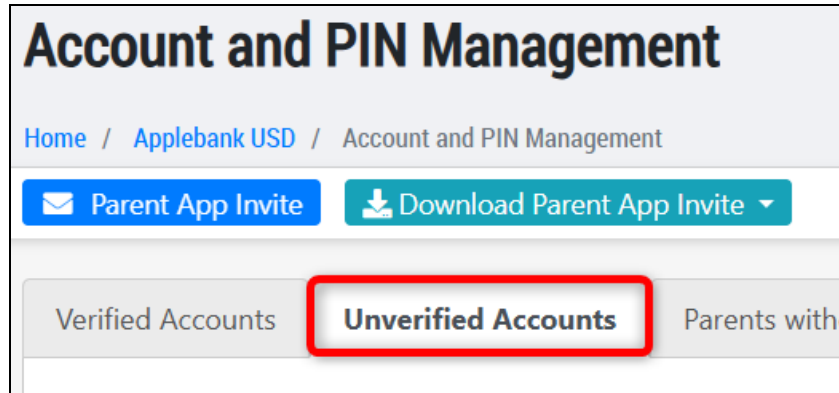 Account and PIN Management
Home / Applebank USD / Account and PIN Management
Parent App Invite Download Parent App Invite
Verified Accounts Unverified Accounts Parents with